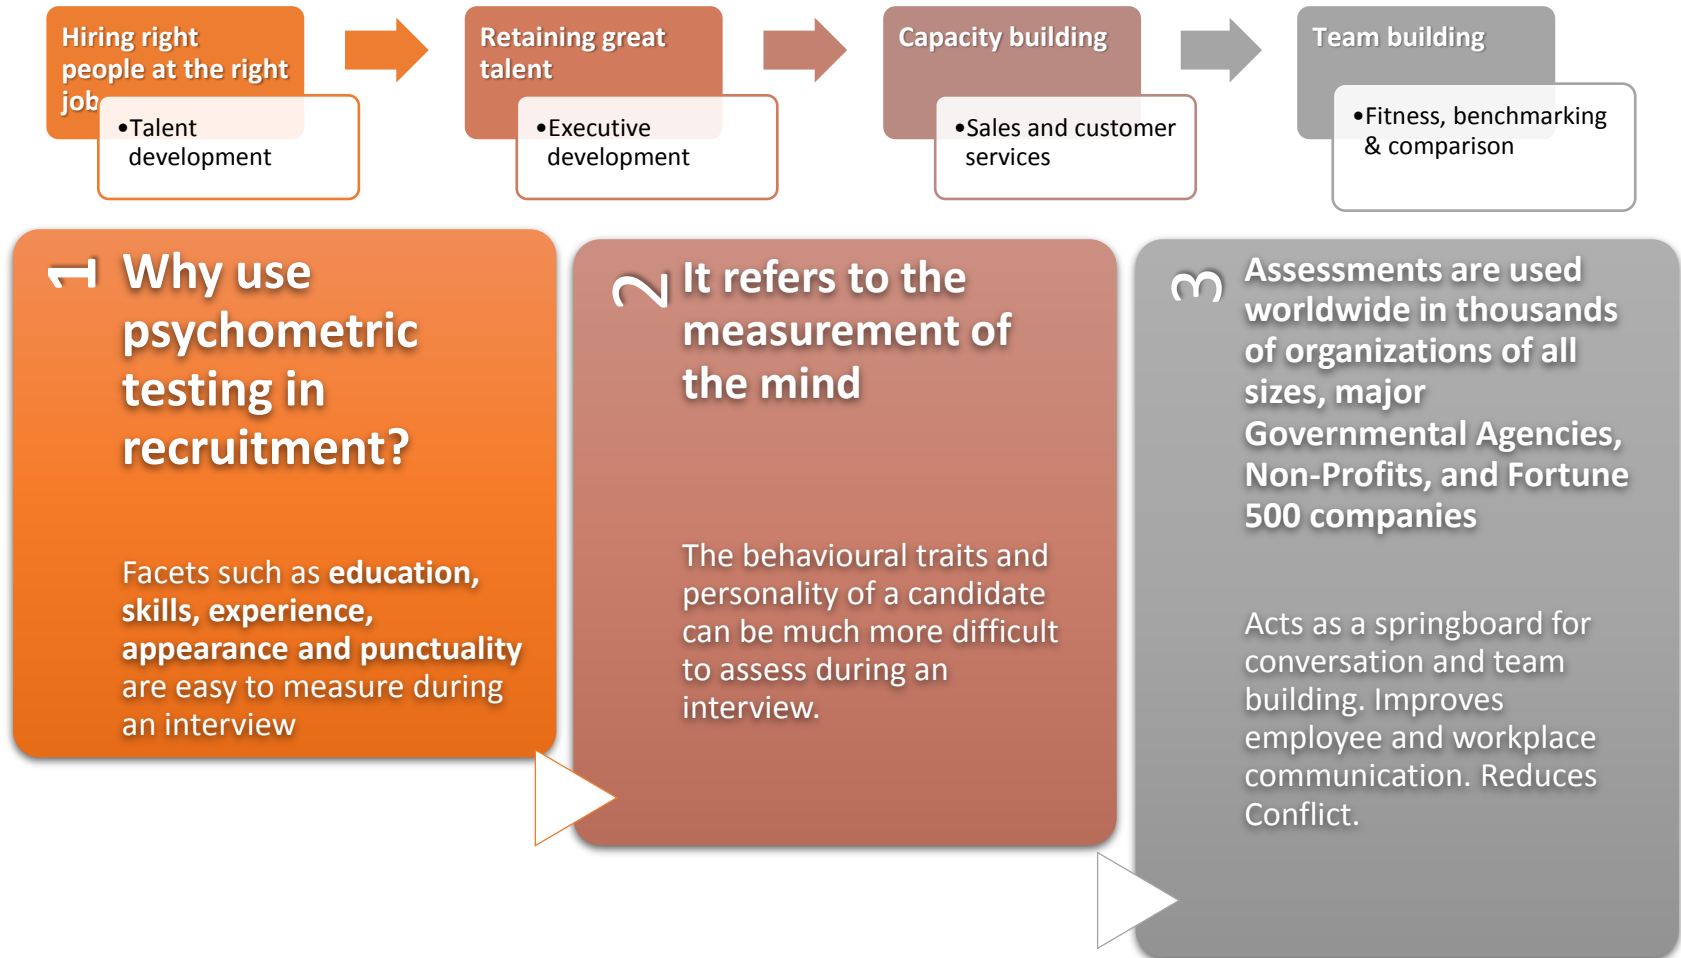 Hiring right
people at the right
job
•Talent
development
Retaining great
talent
•Executive
development
Capacity building
•Sales and customer
services
Team building
•Fitness, benchmarking
& comparison
1
Why use
psychometric
testing in
recruitment?
Facets such as education,
skills, experience,
appearance and punctuality
are easy to measure during
an interview
2
It refers to the
measurement of
the mind
The behavioural traits and
personality of a candidate
can be much more difficult
to assess during an
interview.
3
Assessments are used
worldwide in thousands
of organizations of all
sizes, major
Governmental Agencies,
Non-Profits, and Fortune
500 companies
Acts as a springboard for
conversation and team
building. Improves
employee and workplace
communication. Reduces
Conflict.